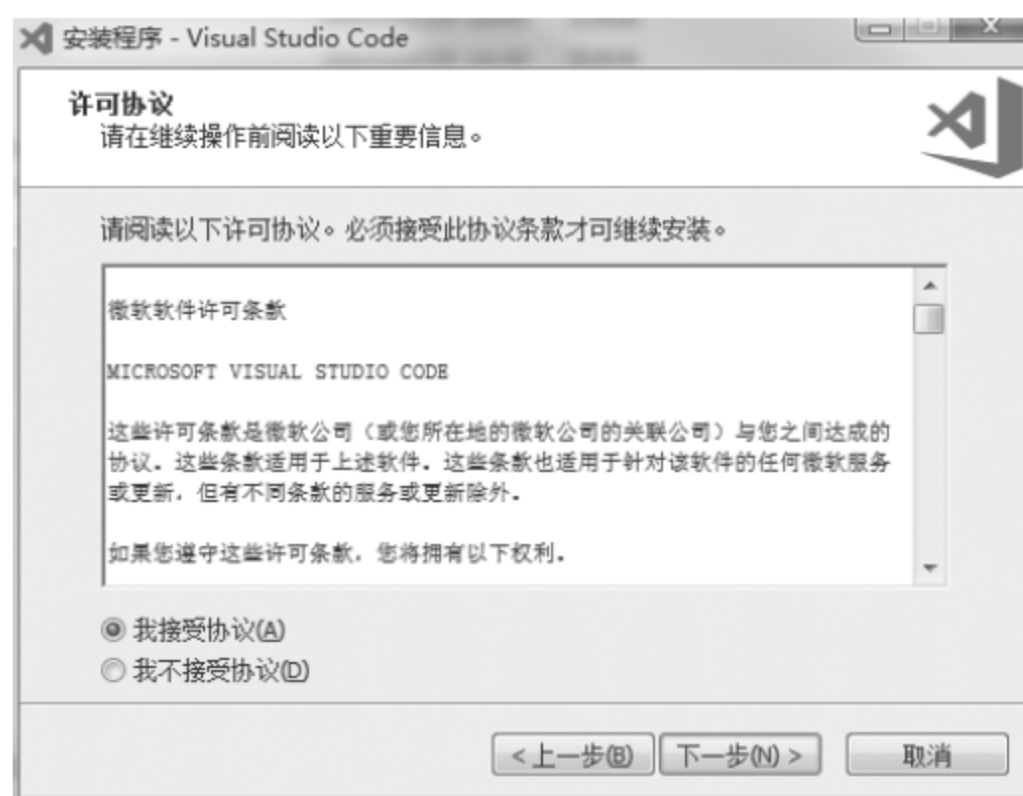 安装程序 - Visual Studio Code
许可协议
请在继续操作前阅读以下重要信息。
请阅读以下许可协议。必须接受此协议条款才可继续安装。
微软软件许可条款
MICROSOFT VISUAL STUDIO CODE
这些许可条款是微软公司（或您所在地的微软公司的关联公司）与您之间达成的
协议。这些条款适用于上述软件。这些条款也适用于针对该软件的任何微软服务
或更新，但有不同条款的服务或更新除外。
如果您遵守这些许可条款，您将拥有以下权利。
我接受协议(A)
我不接受协议(D)
<上一步(B) 下一步(N) > 取消